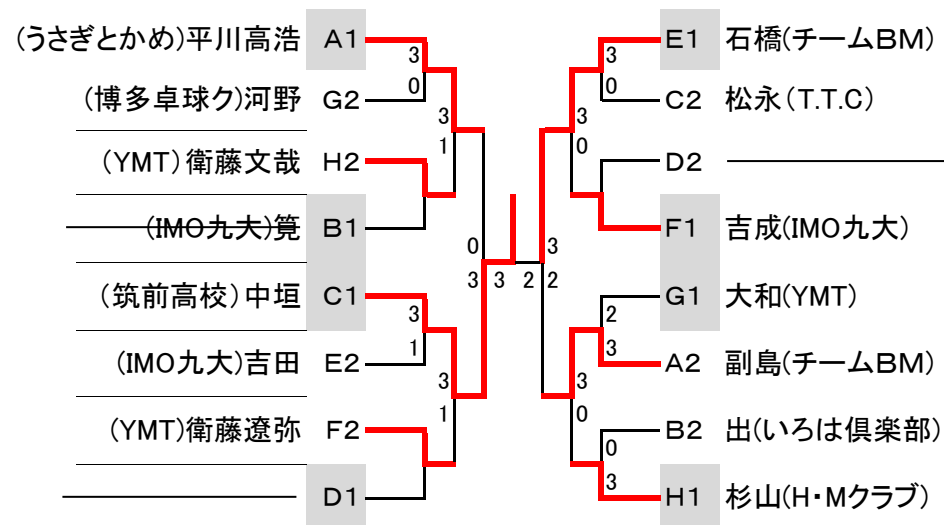 (うさぎとかめ)平川高浩 A1
(博多卓球ク)河野 G2
(YMT)衛藤文哉 H2
(IMO九大)筧 B1
(筑前高校)中垣 C1
(IMO九大)吉田 E2
(YMT)衛藤遼弥 F2
D1
3
0
3
1
3
1
3
1
0
3 3 2 2
3
3
0
3
0
2
3
3
0
0
3
E1 石橋(チームBM)
C2 松永(T.T.C)
D2
F1 吉成(IMO九大)
G1 大和(YMT)
A2 副島(チームBM)
B2 出(いろは倶楽部)
H1 杉山(H・Mクラブ)